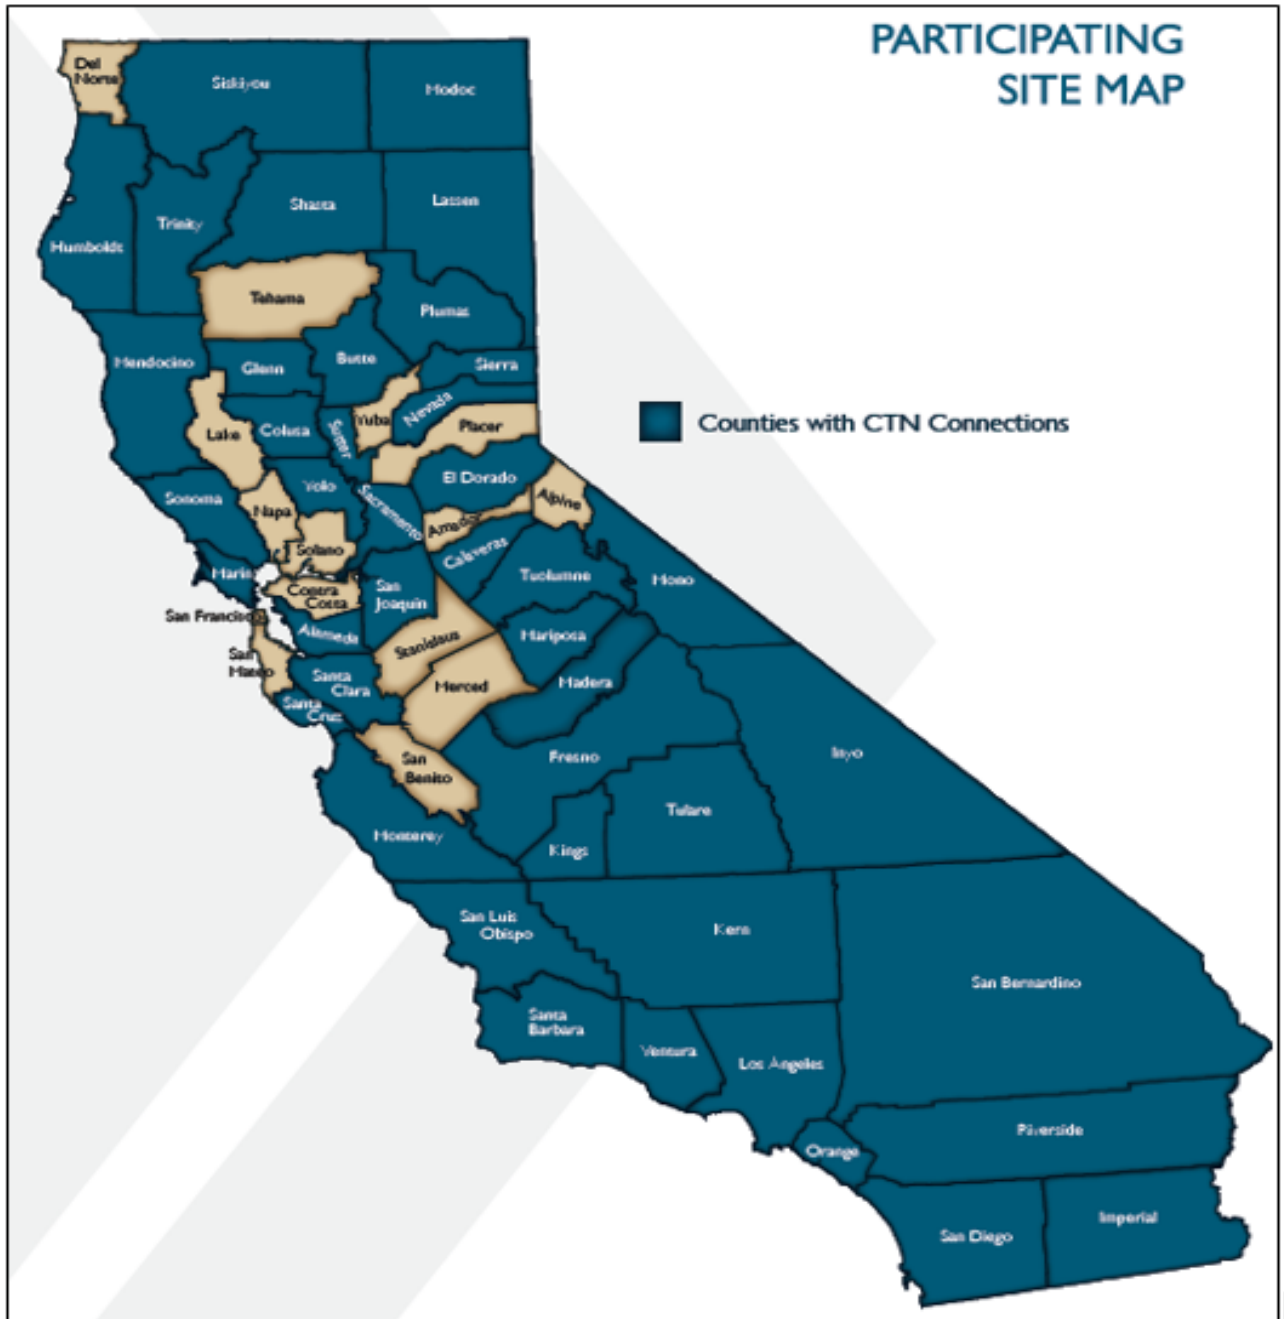 PARTICIPATING
SITE MAP
Del
Norte
Siskiyou
Modoc
Humboldt
Trinity
Shasta
Lassen
Tehama
Plumas
Mendocino
Glenn
Butte
Sierra
Lake
Colusa
Sutter
Yuba
Nevada
Placer
Counties with CTN Connections
Sonoma
Napa
Yolo
Sacramento
El Dorado
Alpine
Amador
Solano
Calaveras
Marin
Contra
Costa
San
Joaquin
Tuolumne
Mono
San Francisco
Alameda
Stanislaus
Mariposa
San
Mateo
Santa
Clara
Merced
Madera
Santa
Cruz
San
Benito
Fresno
Inyo
Monterey
Kings
Tulare
San Luis
Obispo
Kern
San Bernardino
Santa
Barbara
Ventura
Los Angeles
Orange
Riverside
San Diego
Imperial